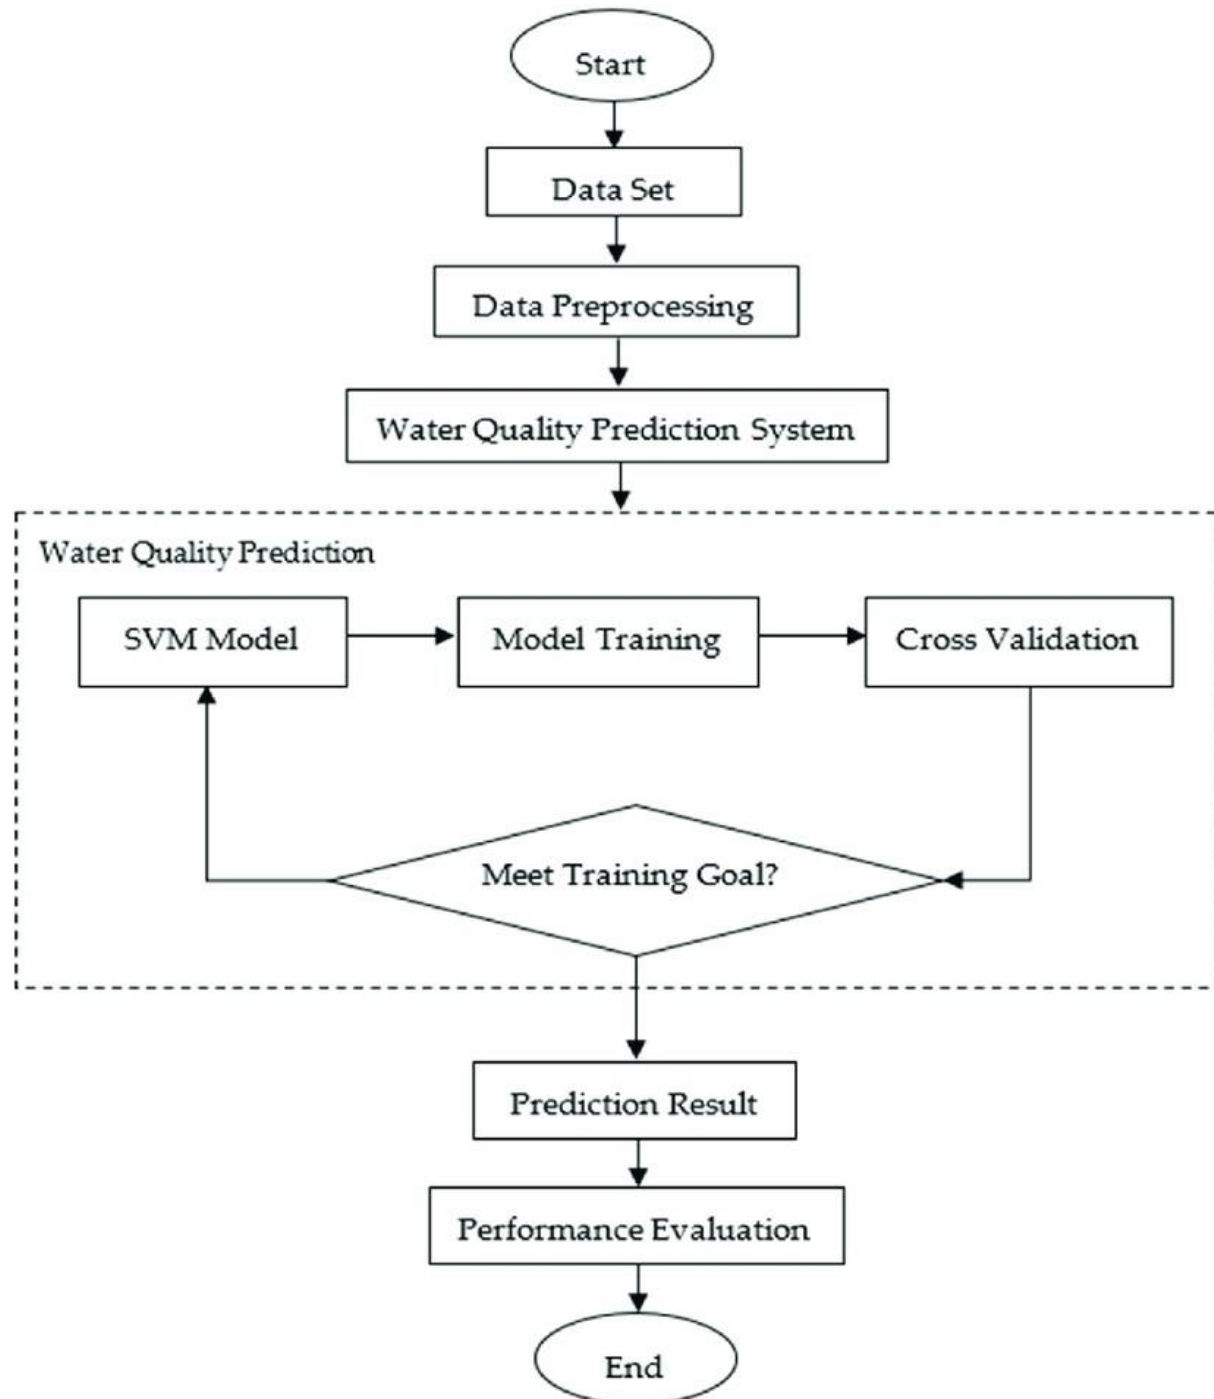 Start
Data Set
Data Preprocessing
Water Quality Prediction System
Water Quality Prediction
SVM Model
Model Training
Cross Validation
Meet Training Goal?
Prediction Result
Performance Evaluation
End